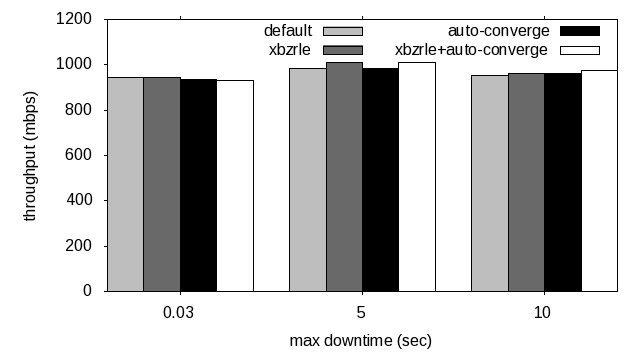 1200
1000
800
600
400
200
0
throughput (mbps)
default
xbzrle
auto-converge
xbzrle+auto-converge
0.03
5
10
max downtime (sec)